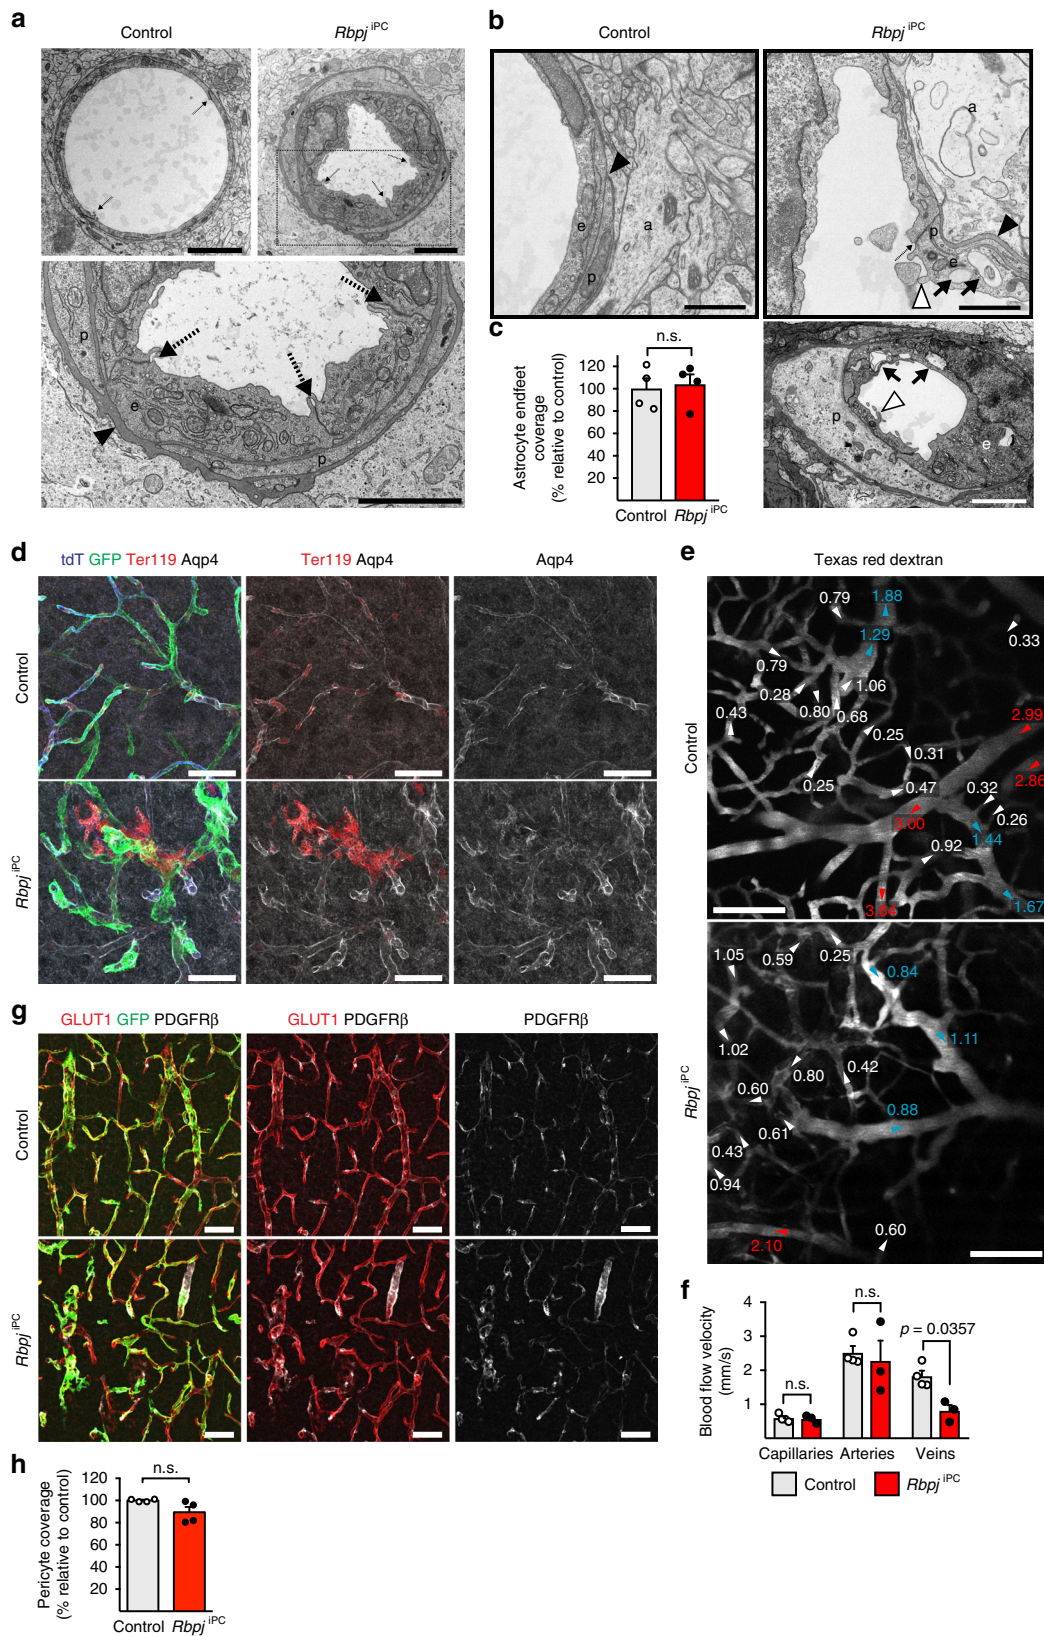 a
Control
Rbpj iPC
p
e
p
b
Control
Rbpj iPC
e
p
a
a
p
e
c
n.s.
Astrocyte endfeet
coverage
(% relative to control)
120
100
80
60
40
20
Control
Rbpj iPC
p
e
d
tdT GFP Ter119 Aqp4
Ter119 Aqp4
Aqp4
Control
Rbpj iPC
e
Texas red dextran
Control
0.79
1.88
0.33
1.29
0.79
0.28
1.06
0.43
0.80
0.68
0.25
2.99
0.31
2.86
0.25
0.47
0.32
0.26
3.00
1.44
0.92
3.64
1.67
Rbpj iPC
1.05
0.59
0.25
0.84
1.02
1.11
0.80
0.42
0.60
0.88
0.61
0.43
0.94
2.10
0.60
g
GLUT1 GFP PDGFRβ
GLUT1 PDGFRβ
PDGFRβ
Control
Rbpj iPC
f
Blood flow velocity
(mm/s)
4
3
2
1
n.s.
n.s.
p = 0.0357
Capillaries
Arteries
Veins
Control
Rbpj iPC
h
Pericyte coverage
(% relative to control)
120
100
80
60
40
20
n.s.
Control
Rbpj iPC